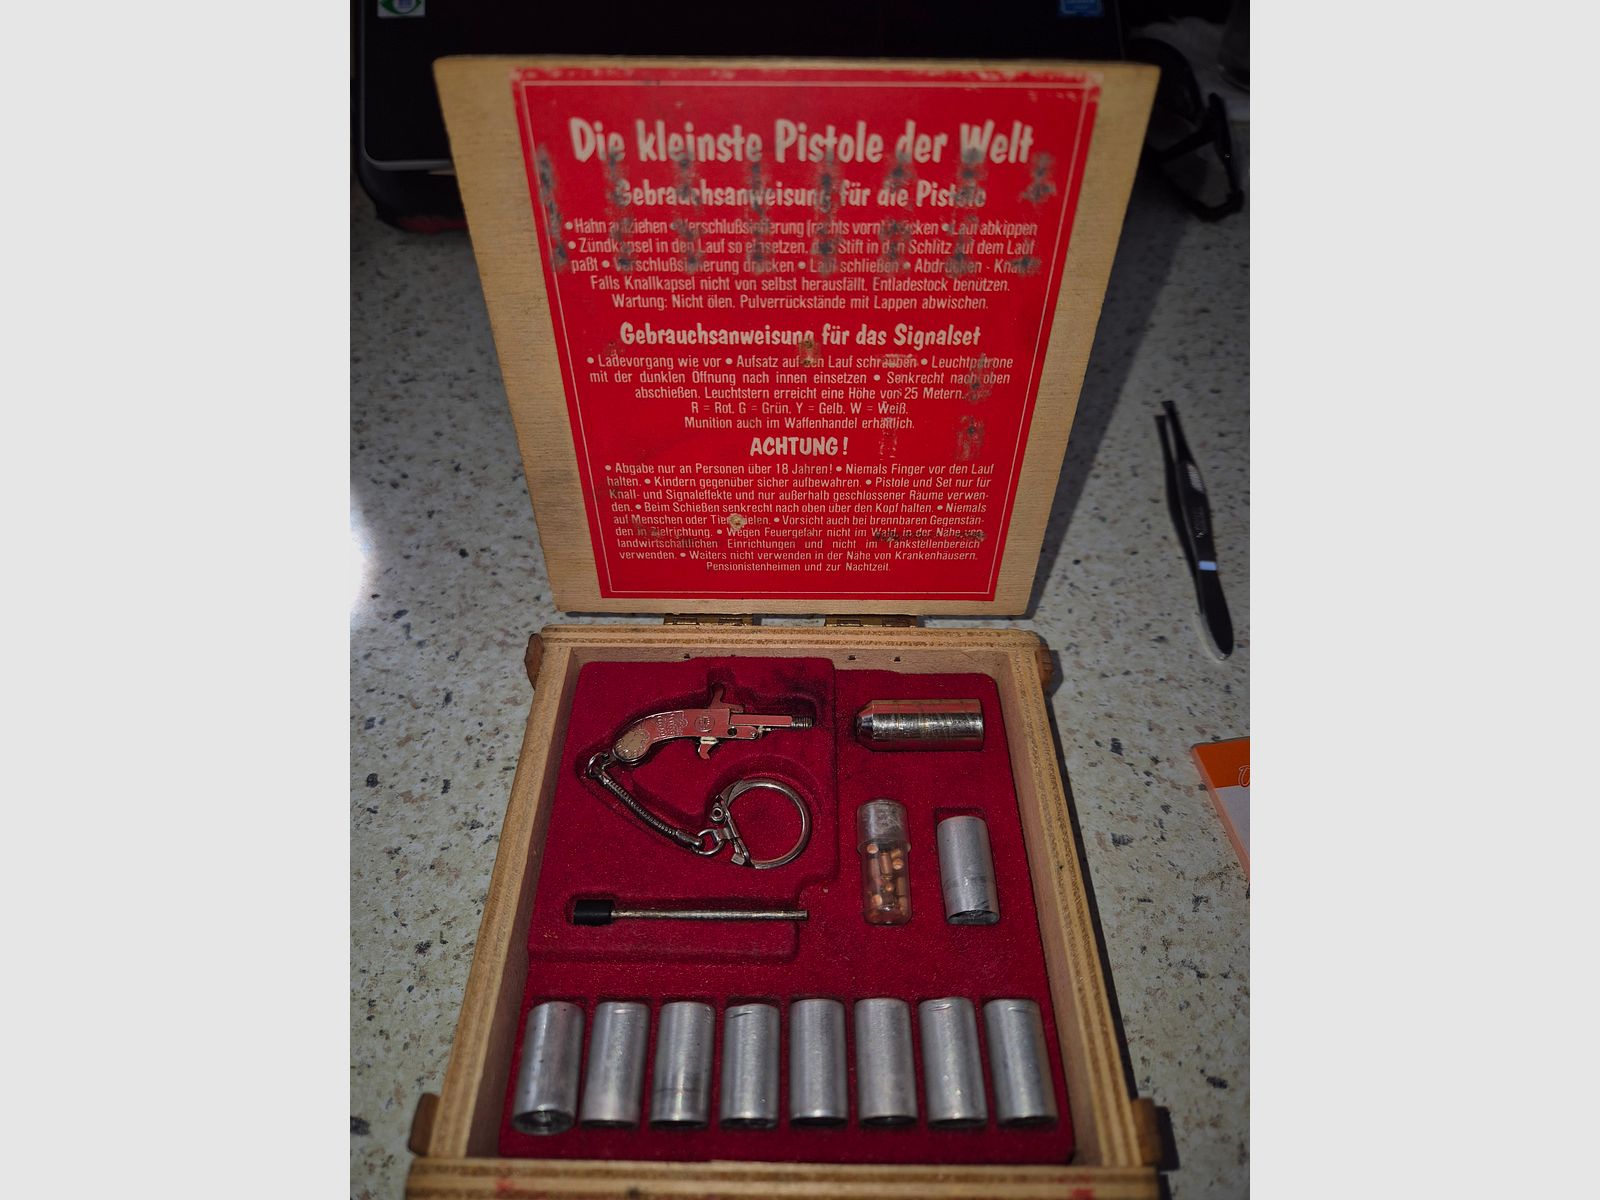 Die kleinste Pistole der Welt
Gebrauchsanweisung für die Pistole
• Hahn aufziehen • Verschlußsicherung (rechts vorn) drücken • Lauf abkippen
• Zündkapsel in den Lauf so einsetzen, daß Stift in den Schlitz auf dem Lauf
paßt • Verschlußsicherung drücken • Lauf schließen • Abdrücken -
Falls Knallkapsel nicht von selbst herausfällt, Entladestock benützen.
Wartung: Nicht ölen. Pulverrückstände mit Lappen abwischen.
Gebrauchsanweisung für das Signalset
• Ladevorgang wie vor • Aufsatz auf den Lauf schrauben • Leuchtpatrone
mit der dunklen Öffnung nach innen einsetzen • Senkrecht nach oben
abschießen. Leuchtstern erreicht eine Höhe von 25 Metern.
R = Rot. G = Grün. Y = Gelb. W = Weiß.
Munition auch im Waffenhandel erhältlich.
ACHTUNG!
• Abgabe nur an Personen über 18 Jahren! • Niemals Finger vor den Lauf
halten. • Kindern gegenüber sicher aufbewahren. • Pistole und Set nur für
Knall- und Signaleffekte und nur außerhalb geschlossener Räume verwen-
den. • Beim Schießen senkrecht nach oben über den Kopf halten. • Niemals
auf Menschen oder Tiere zielen. • Vorsicht auch bei brennbaren Gegenstän-
den in Zielrichtung. • Wegen Feuergefahr nicht im Wald, in der Nähe von
landwirtschaftlichen Einrichtungen und nicht im Tankstellenbereich
verwenden. • Weiters nicht verwenden in der Nähe von Krankenhäusern,
Pensionistenheimen und zur Nachtzeit.